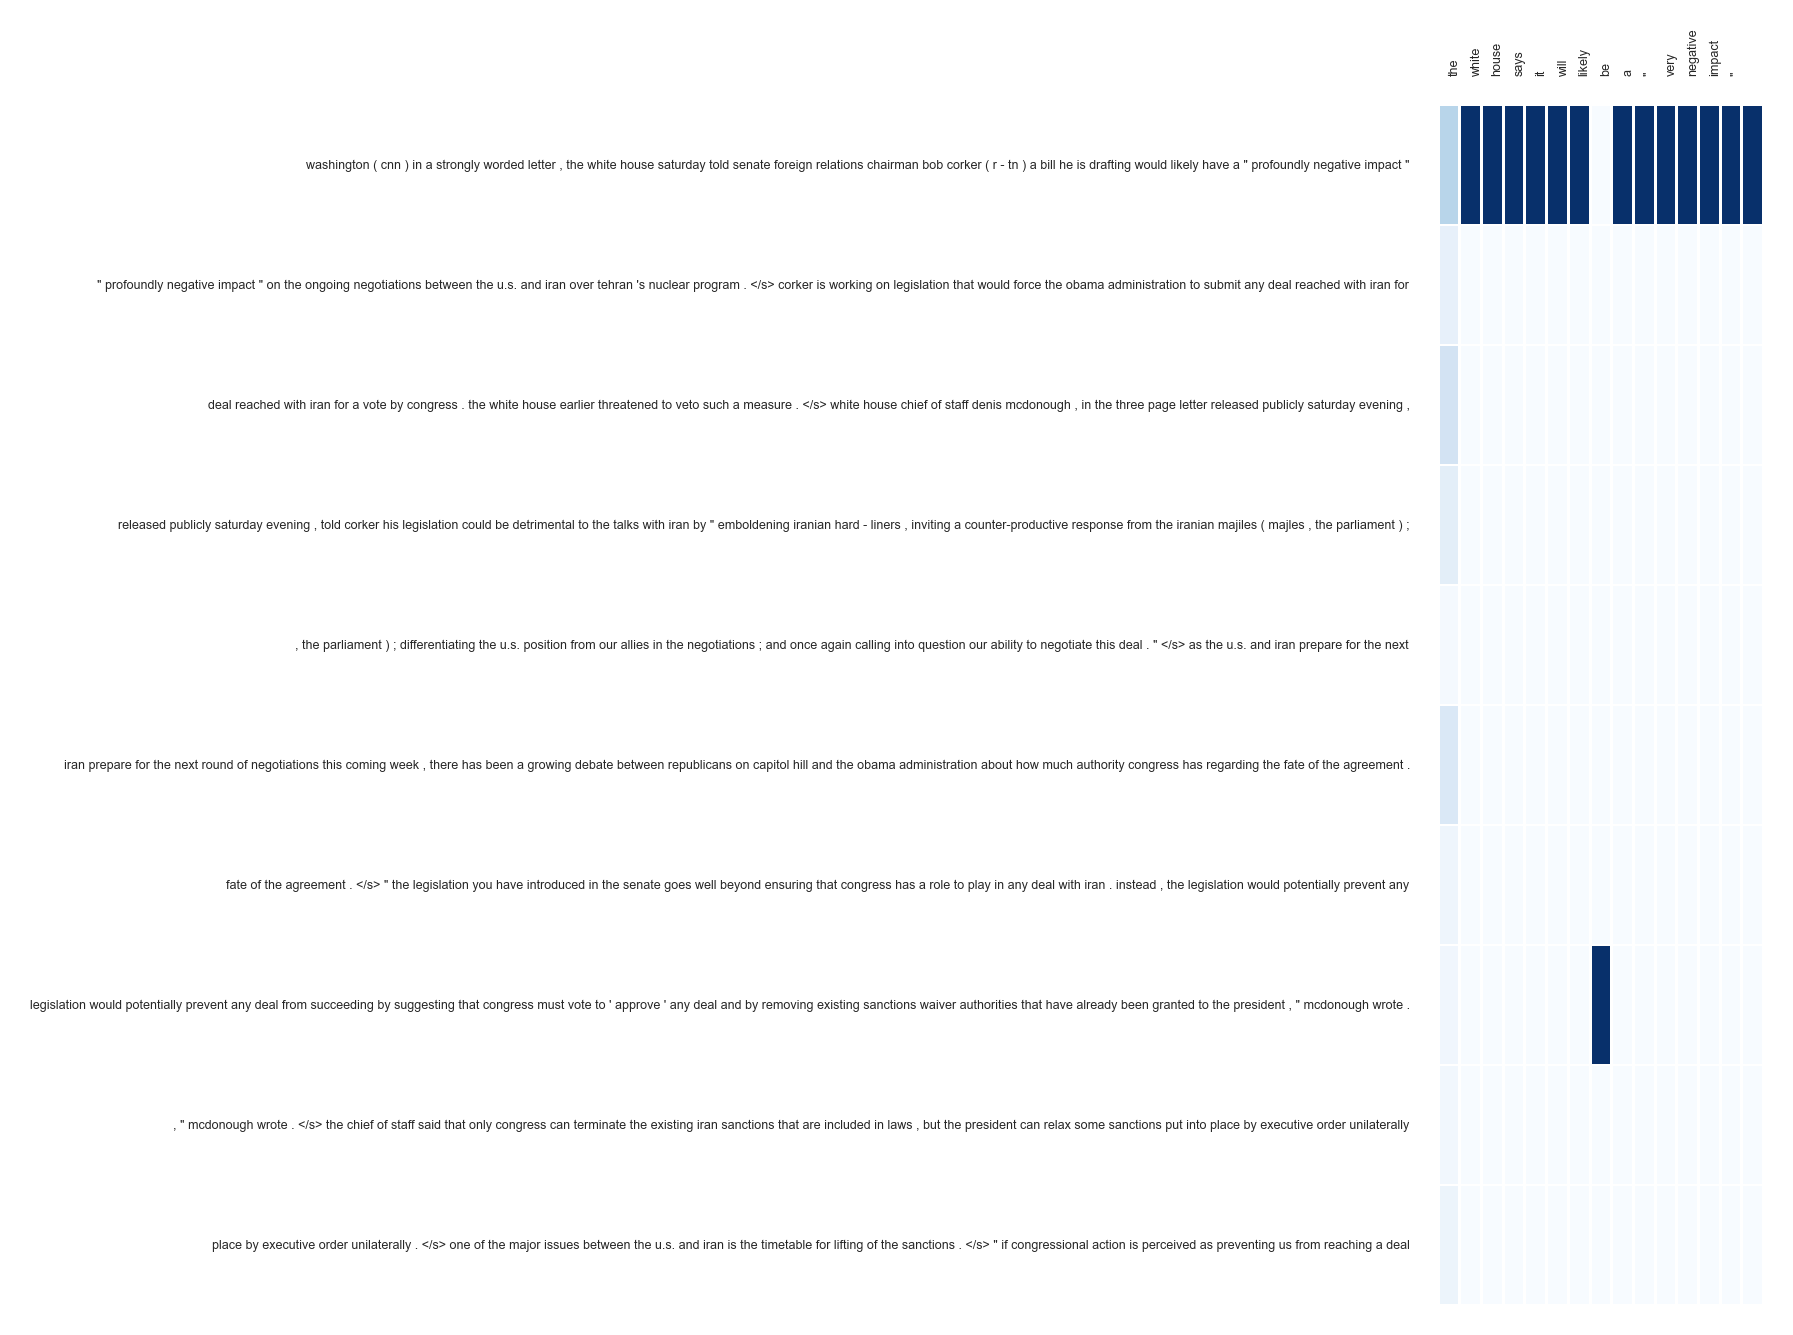 the
white
house
says
it
will
likely
be
a
"
very
negative
impact
"
washington ( cnn ) in a strongly worded letter , the white house saturday told senate foreign relations chairman bob corker ( r - tn ) a bill he is drafting would likely have a " profoundly negative impact "
" profoundly negative impact " on the ongoing negotiations between the u.s. and iran over tehran 's nuclear program . </s> corker is working on legislation that would force the obama administration to submit any deal reached with iran for
deal reached with iran for a vote by congress . the white house earlier threatened to veto such a measure . </s> white house chief of staff denis mcdonough , in the three page letter released publicly saturday evening ,
released publicly saturday evening , told corker his legislation could be detrimental to the talks with iran by " emboldening iranian hard - liners , inviting a counter-productive response from the iranian majiles ( majles , the parliament ) ;
, the parliament ) ; differentiating the u.s. position from our allies in the negotiations ; and once again calling into question our ability to negotiate this deal . " </s> as the u.s. and iran prepare for the next
iran prepare for the next round of negotiations this coming week , there has been a growing debate between republicans on capitol hill and the obama administration about how much authority congress has regarding the fate of the agreement .
fate of the agreement . </s> " the legislation you have introduced in the senate goes well beyond ensuring that congress has a role to play in any deal with iran . instead , the legislation would potentially prevent any
legislation would potentially prevent any deal from succeeding by suggesting that congress must vote to ' approve ' any deal and by removing existing sanctions waiver authorities that have already been granted to the president , " mcdonough wrote .
, " mcdonough wrote . </s> the chief of staff said that only congress can terminate the existing iran sanctions that are included in laws , but the president can relax some sanctions put into place by executive order unilaterally
place by executive order unilaterally . </s> one of the major issues between the u.s. and iran is the timetable for lifting of the sanctions . </s> " if congressional action is perceived as preventing us from reaching a deal